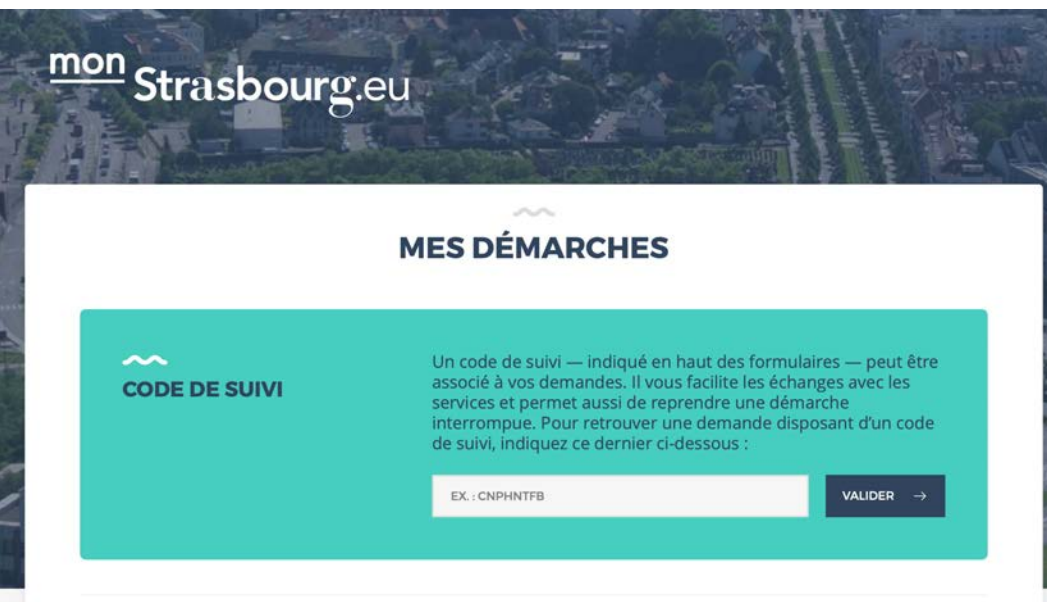 mon Strasbourg.eu
MES DÉMARCHES
CODE DE SUIVI
Un code de suivi — indiqué en haut des formulaires — peut être
associé à vos demandes. Il vous facilite les échanges avec les
services et permet aussi de reprendre une démarche
interrompue. Pour retrouver une demande disposant d’un code
de suivi, indiquez ce dernier ci-dessous :
EX. : CNPHNTFB
VALIDER →